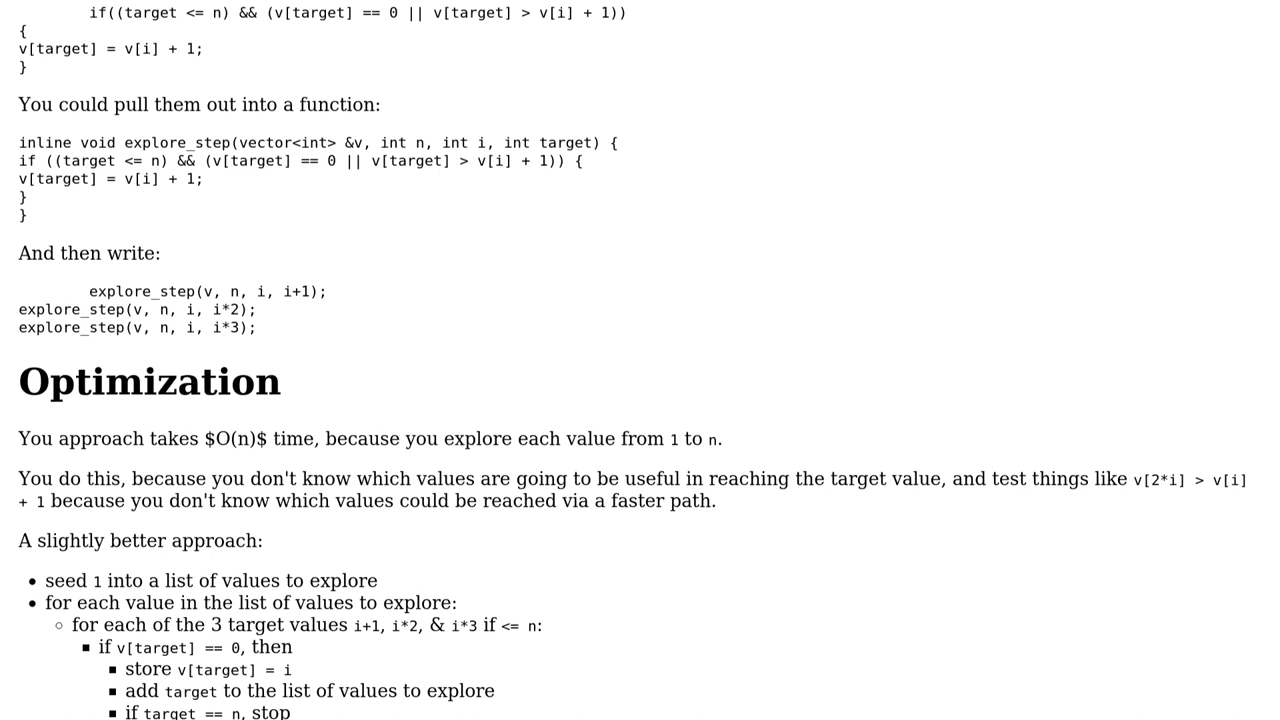 if((target <= n) && (v[target] == 0 || v[target] > v[i] + 1))
{
v[target] = v[i] + 1;
}
You could pull them out into a function:
inline void explore_step(vector<int> &v, int n, int i, int target) {
if ((target <= n) && (v[target] == 0 || v[target] > v[i] + 1)) {
v[target] = v[i] + 1;
}
}
And then write:
explore_step(v, n, i, i+1);
explore_step(v, n, i, i*2);
explore_step(v, n, i, i*3);
Optimization
You approach takes $O(n)$ time, because you explore each value from 1 to n.
You do this, because you don't know which values are going to be useful in reaching the target value, and test things like v[2*i] > v[i]
+ 1 because you don't know which values could be reached via a faster path.
A slightly better approach:
• seed 1 into a list of values to explore
• for each value in the list of values to explore:
◦ for each of the 3 target values i+1, i*2, & i*3 if <= n:
▪ if v[target] == 0, then
▪ store v[target] = i
▪ add target to the list of values to explore
▪ if target == n, stop